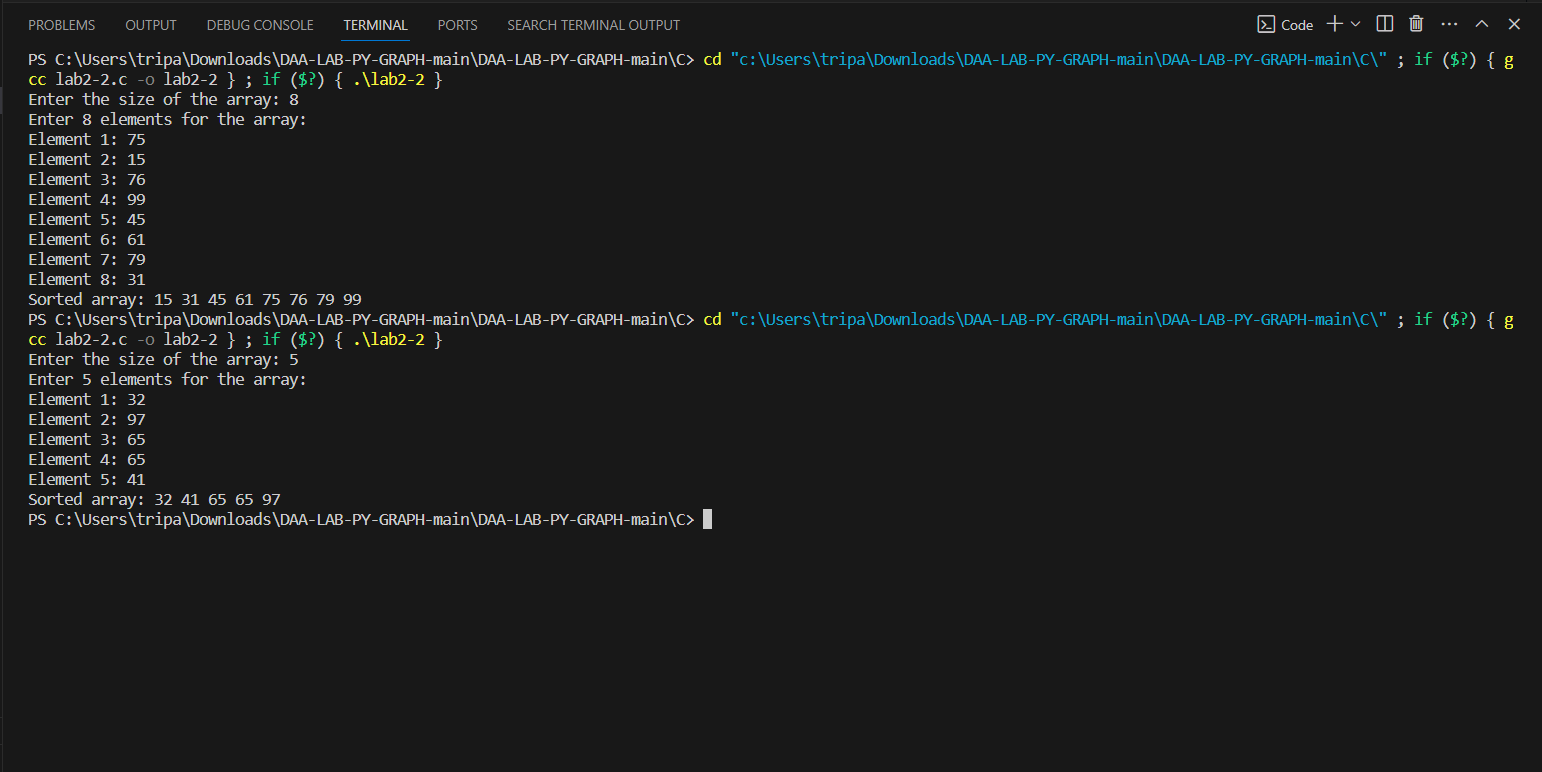 PROBLEMS OUTPUT DEBUG CONSOLE TERMINAL PORTS SEARCH TERMINAL OUTPUT Code
PS C:\Users\tripa\Downloads\DAA-LAB-PY-GRAPH-main\DAA-LAB-PY-GRAPH-main\C> cd "c:\Users\tripa\Downloads\DAA-LAB-PY-GRAPH-main\DAA-LAB-PY-GRAPH-main\C\" ; if ($?) { g
cc lab2-2.c -o lab2-2 } ; if ($?) { .\lab2-2 }
Enter the size of the array: 8
Enter 8 elements for the array:
Element 1: 75
Element 2: 15
Element 3: 76
Element 4: 99
Element 5: 45
Element 6: 61
Element 7: 79
Element 8: 31
Sorted array: 15 31 45 61 75 76 79 99
PS C:\Users\tripa\Downloads\DAA-LAB-PY-GRAPH-main\DAA-LAB-PY-GRAPH-main\C> cd "c:\Users\tripa\Downloads\DAA-LAB-PY-GRAPH-main\DAA-LAB-PY-GRAPH-main\C\" ; if ($?) { g
cc lab2-2.c -o lab2-2 } ; if ($?) { .\lab2-2 }
Enter the size of the array: 5
Enter 5 elements for the array:
Element 1: 32
Element 2: 97
Element 3: 65
Element 4: 65
Element 5: 41
Sorted array: 32 41 65 65 97
PS C:\Users\tripa\Downloads\DAA-LAB-PY-GRAPH-main\DAA-LAB-PY-GRAPH-main\C>